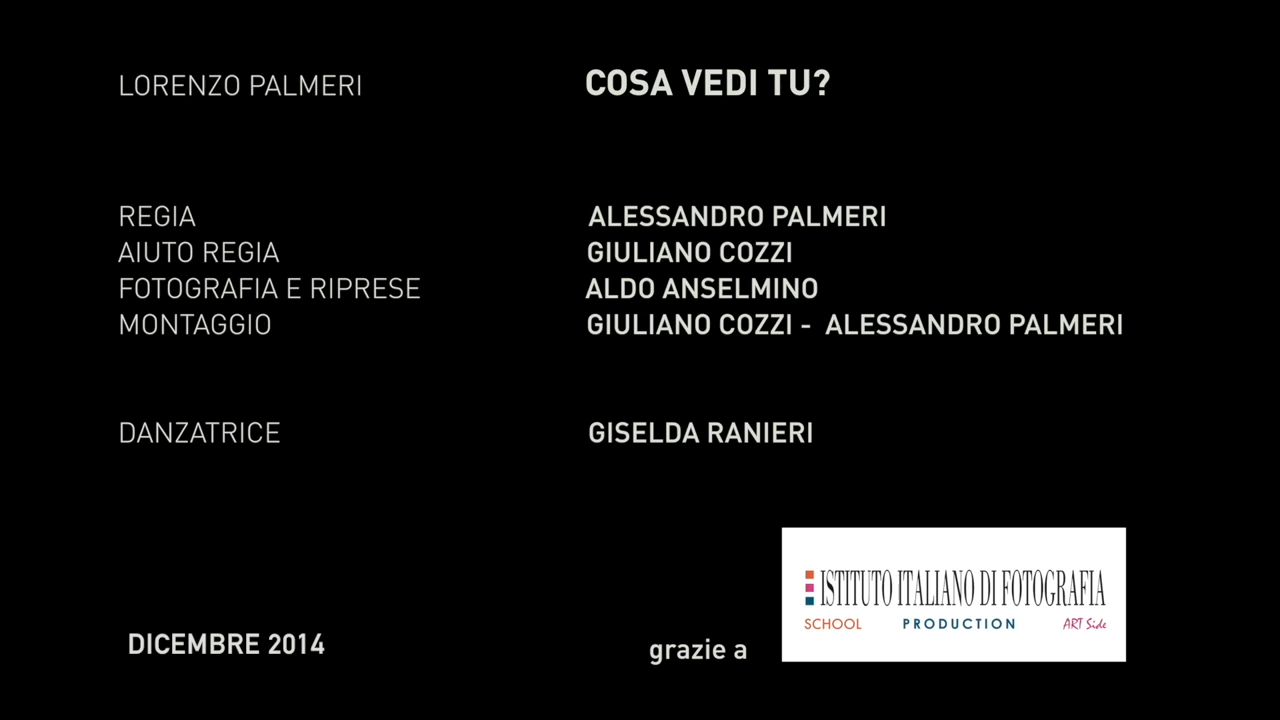 LORENZO PALMERI COSA VEDI TU?
REGIA ALESSANDRO PALMERI
AIUTO REGIA GIULIANO COZZI
FOTOGRAFIA E RIPRESE ALDO ANSELMINO
MONTAGGIO GIULIANO COZZI - ALESSANDRO PALMERI
DANZATRICE GISELDA RANIERI
ISTITUTO ITALIANO DI FOTOGRAFIA
SCHOOL PRODUCTION ART Side
DICEMBRE 2014 grazie a